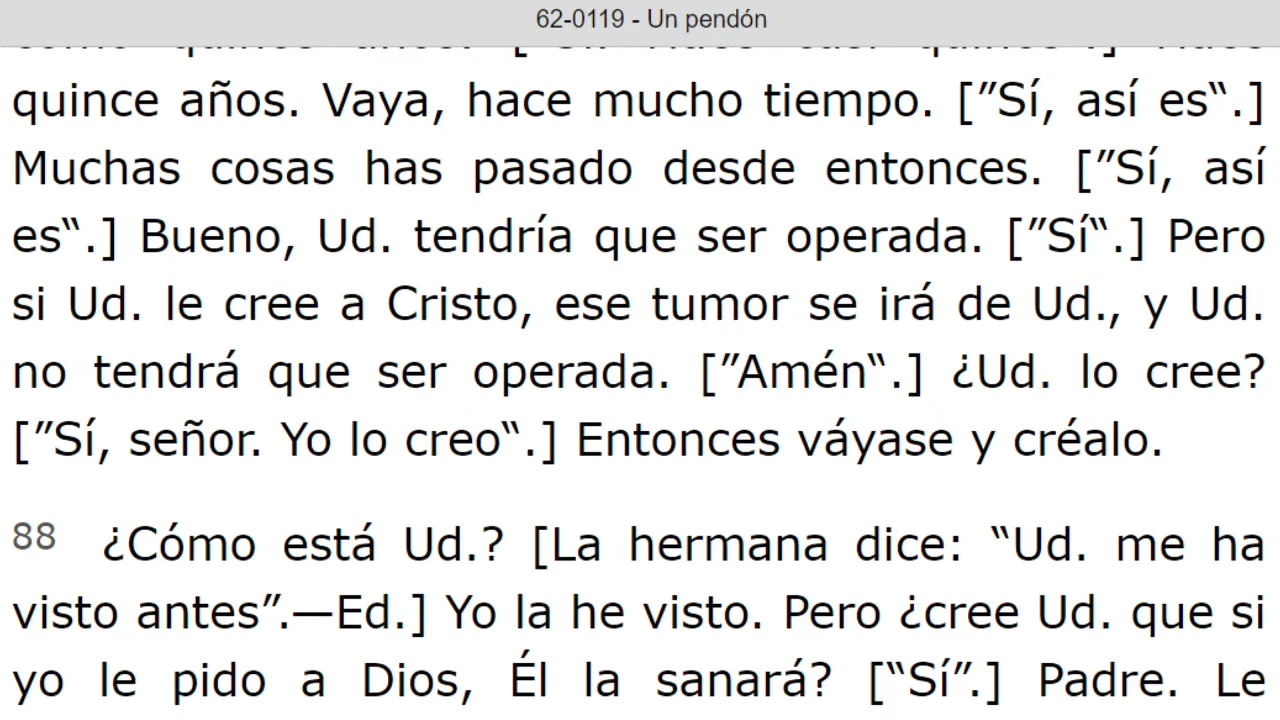 62-0119 - Un pendón
quince años. Vaya, hace mucho tiempo. [”Sí, así es“.]
Muchas cosas has pasado desde entonces. [”Sí, así
es“.] Bueno, Ud. tendría que ser operada. [”Sí“.] Pero
si Ud. le cree a Cristo, ese tumor se irá de Ud., y Ud.
no tendrá que ser operada. [”Amén“.] ¿Ud. lo cree?
[”Sí, señor. Yo lo creo“.] Entonces váyase y créalo.
88 ¿Cómo está Ud.? [La hermana dice: “Ud. me ha
visto antes”.—Ed.] Yo la he visto. Pero ¿cree Ud. que si
yo le pido a Dios, Él la sanará? [“Sí”.] Padre. Le